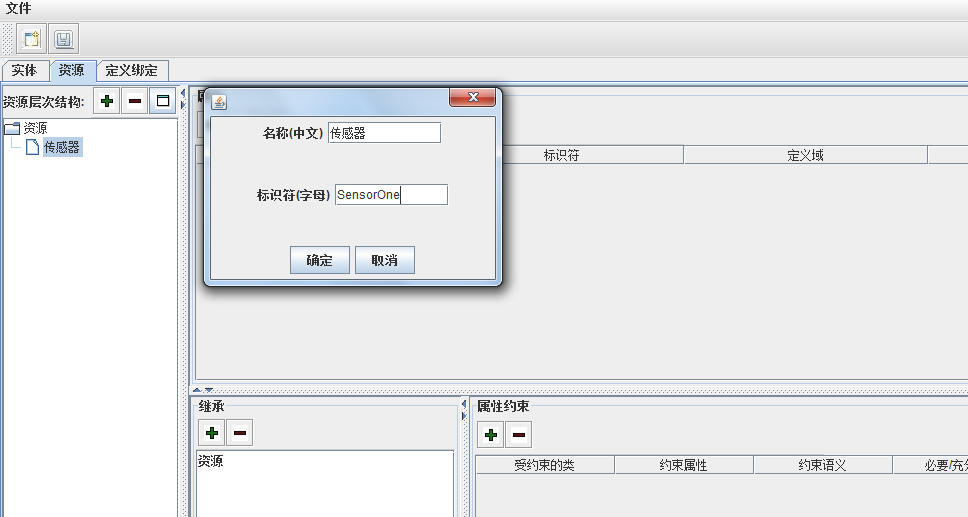 文件
实体 资源 定义绑定
资源层次结构:
资源
传感器
名称(中文) 传感器
标识符(字母) SensorOne
确定 取消
标识符 定义域
继承
资源
属性约束
受约束的类 约束属性 约束语义 必要/充分